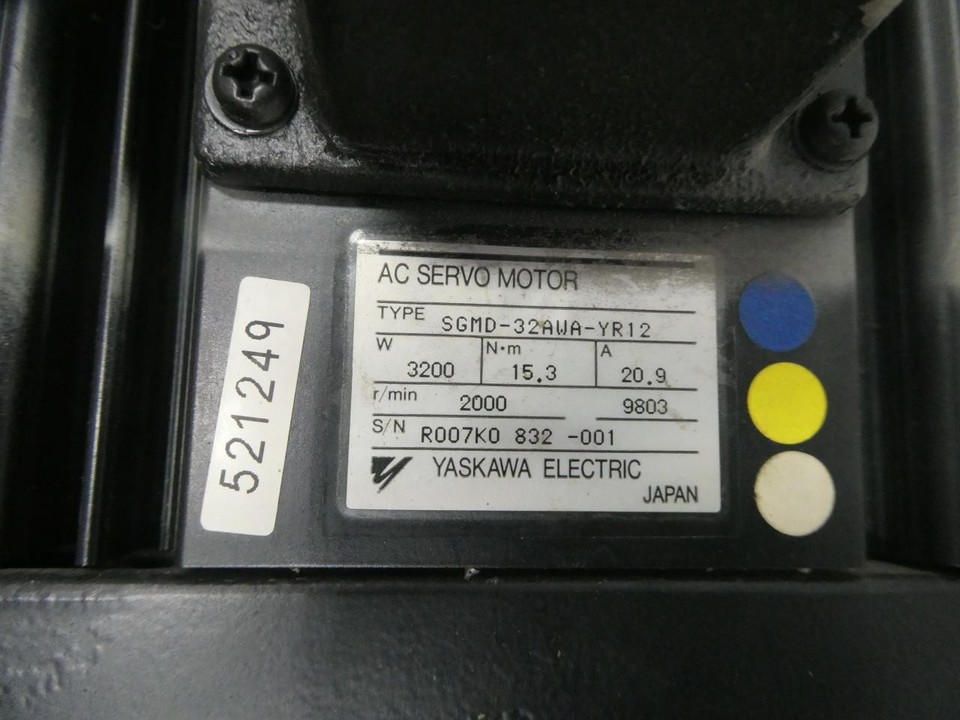 AC SERVO MOTOR
TYPE SGMD-32AWA-YR12
W 3200 N·m 15.3 A 20.9
r/min 2000 9803
S/N R007K0 832 -001
YASKAWA ELECTRIC
JAPAN
521249